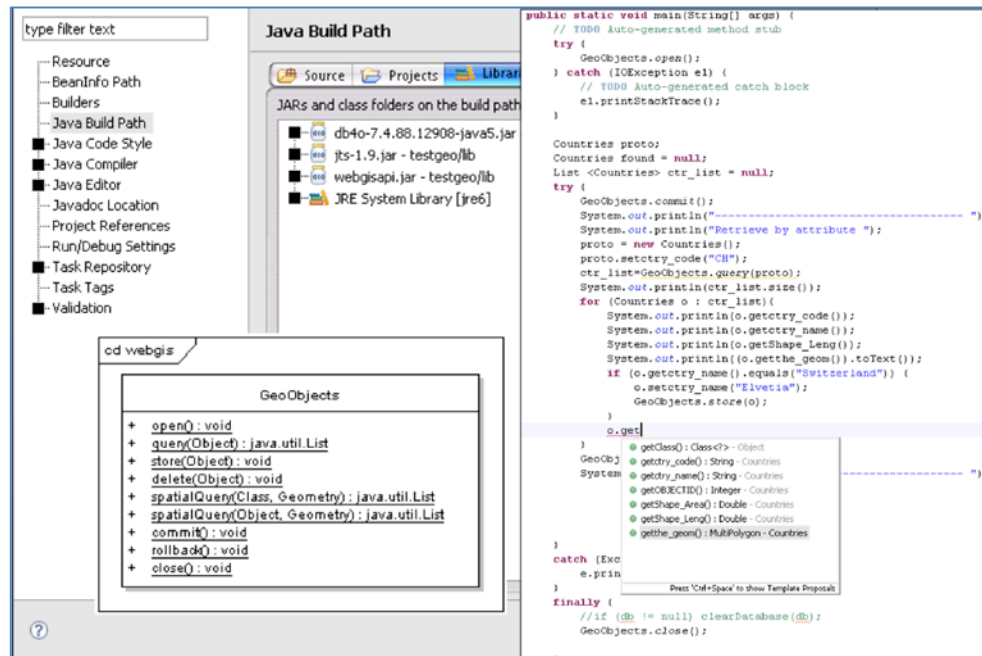 type filter text
Resource
BeanInfo Path
Builders
Java Build Path
Java Code Style
Java Compiler
Java Editor
Javadoc Location
Project References
Run/Debug Settings
Task Repository
Task Tags
Validation
Java Build Path
Source Projects Librari
JARs and class folders on the build path
db4o-7.4.88.12908-java5.jar
jts-1.9.jar - testgeo/lib
webgisapi.jar - testgeo/lib
JRE System Library [jre6]
cd webgis
GeoObjects
+ open() : void
+ query(Object) : java.util.List
+ store(Object) : void
+ delete(Object) : void
+ spatialQuery(Class, Geometry) : java.util.List
+ spatialQuery(Object, Geometry) : java.util.List
+ commit() : void
+ rollback() : void
+ close() : void
?
public static void main(String[] args) {
// TODO Auto-generated method stub
try {
GeoObjects.open();
} catch (IOException e1) {
// TODO Auto-generated catch block
e1.printStackTrace();
}
Countries proto;
Countries found = null;
List <Countries> ctr_list = null;
try {
GeoObjects.commit();
System.out.println("------------------------------------ ")
System.out.println("Retrieve by attribute ");
proto = new Countries();
proto.setctry_code("CH");
ctr_list=GeoObjects.query(proto);
System.out.println(ctr_list.size());
for (Countries o : ctr_list){
System.out.println(o.getctry_code());
System.out.println(o.getctry_name());
System.out.println(o.getShape_Leng());
System.out.println((o.getthe_geom()).toText());
if (o.getctry_name().equals("Switzerland")) {
o.setctry_name("Elvetia");
GeoObjects.store(o);
}
o.get
}
GeoObj
System ------------------ ")
getClass() : Class<?> - Object
getctry_code() : String - Countries
getctry_name() : String - Countries
getOBJECTID() : Integer - Countries
getShape_Area() : Double - Countries
getShape_Leng() : Double - Countries
getthe_geom() : MultiPolygon - Countries
Press 'Ctrl+Space' to show Template Proposals
}
catch (Exc
e.prin
}
finally {
//if (db != null) clearDatabase(db);
GeoObjects.close();